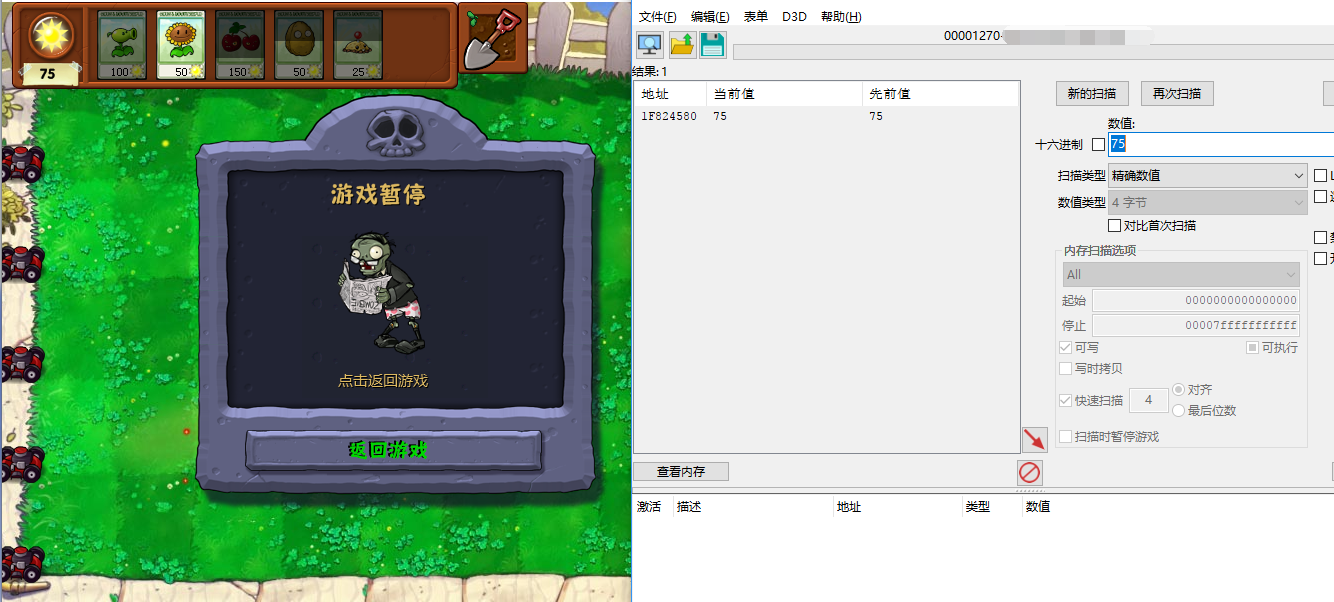 75
100
50
150
50
25
游戏暂停
点击返回游戏
返回游戏
文件(F) 编辑(E) 表单 D3D 帮助(H)
00001270-
结果: 1
地址 当前值 先前值
1F824580 75 75
新的扫描 再次扫描
数值:
十六进制 75
扫描类型 精确数值
数值类型 4 字节
对比首次扫描
内存扫描选项
All
起始 0000000000000000
停止 00007fffffffffff
可写 可执行
写时拷贝
快速扫描 4 对齐
最后位数
扫描时暂停游戏
查看内存
激活 描述 地址 类型 数值